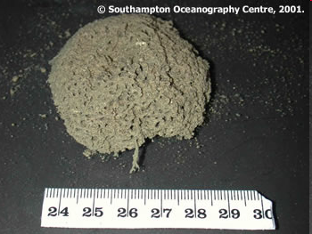 © Southampton Oceanography Centre, 2001.
24 25 26 27 28 29 30